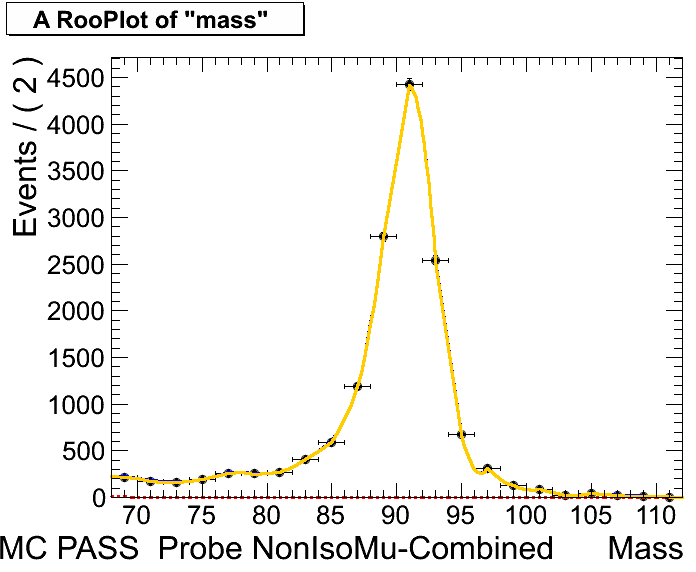 A RooPlot of "mass"
Events / ( 2 )
4500
4000
3500
3000
2500
2000
1500
1000
500
0
70 75 80 85 90 95 100 105 110
MC PASS Probe NonIsoMu-Combined Mass